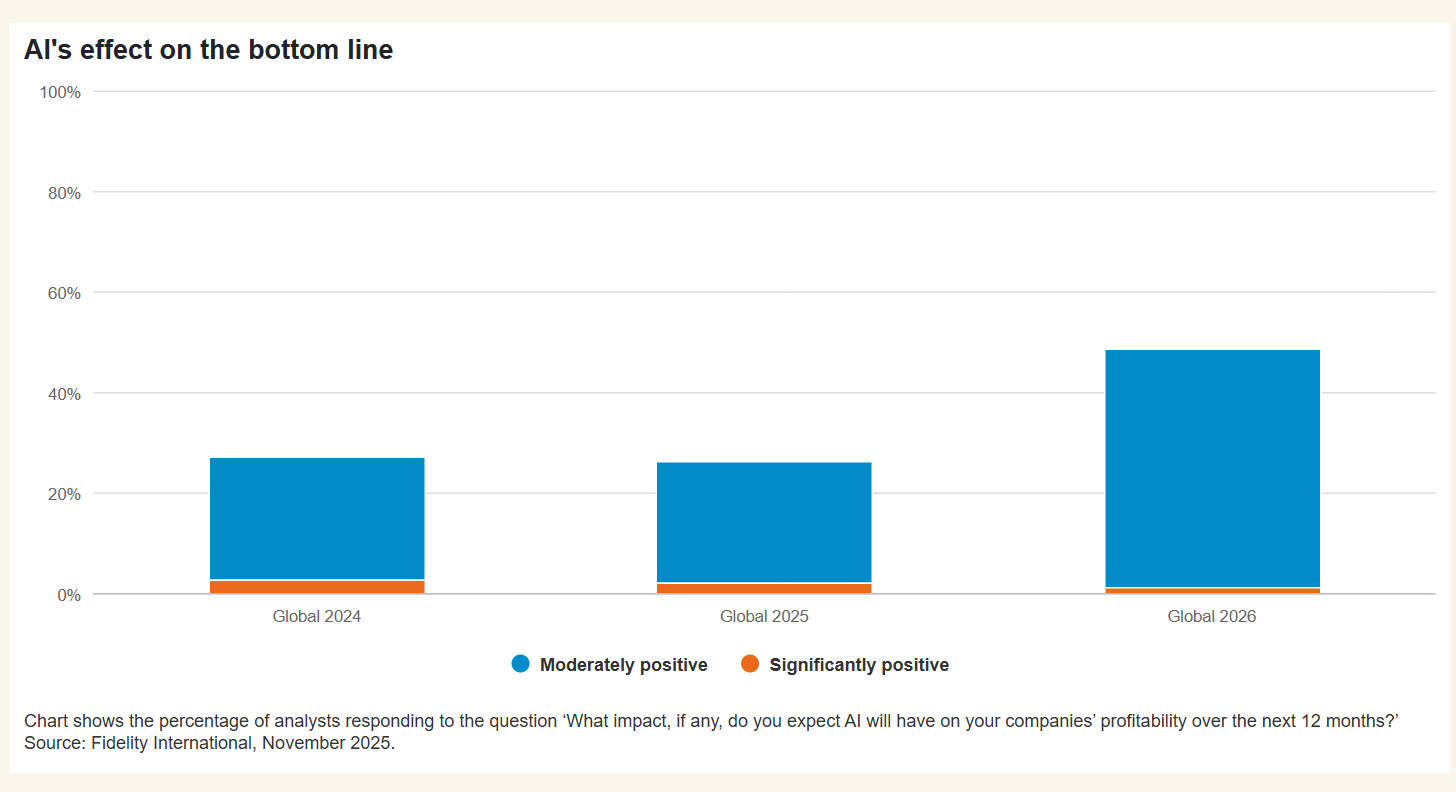 AI's effect on the bottom line
100%
80%
60%
40%
20%
0%
Global 2024 Global 2025 Global 2026
Moderately positive Significantly positive
Chart shows the percentage of analysts responding to the question ‘What impact, if any, do you expect AI will have on your companies’ profitability over the next 12 months?’
Source: Fidelity International, November 2025.